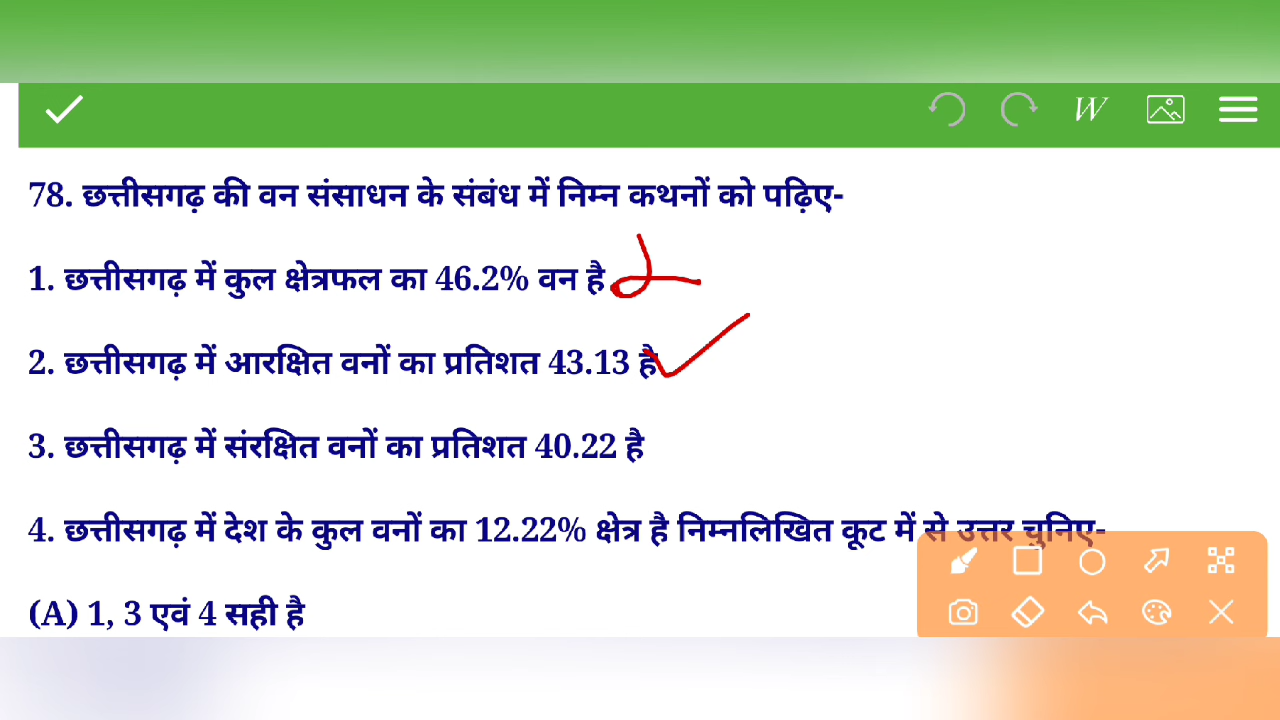 78. छत्तीसगढ़ की वन संसाधन के संबंध में निम्न कथनों को पढ़िए-
1. छत्तीसगढ़ में कुल क्षेत्रफल का 46.2% वन है
2. छत्तीसगढ़ में आरक्षित वनों का प्रतिशत 43.13 है
3. छत्तीसगढ़ में संरक्षित वनों का प्रतिशत 40.22 है
4. छत्तीसगढ़ में देश के कुल वनों का 12.22% क्षेत्र है निम्नलिखित कूट में से उत्तर चुनिए-
(A) 1, 3 एवं 4 सही है